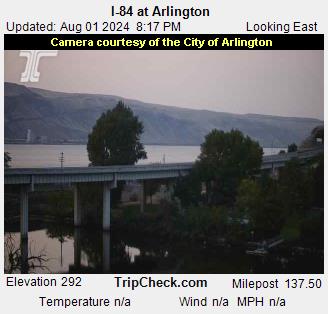 I-84 at Arlington
Updated: Aug 01 2024 8:17 PM Looking East
Camera courtesy of the City of Arlington
Elevation 292 TripCheck.com Milepost 137.50
Temperature n/a Wind n/a MPH n/a